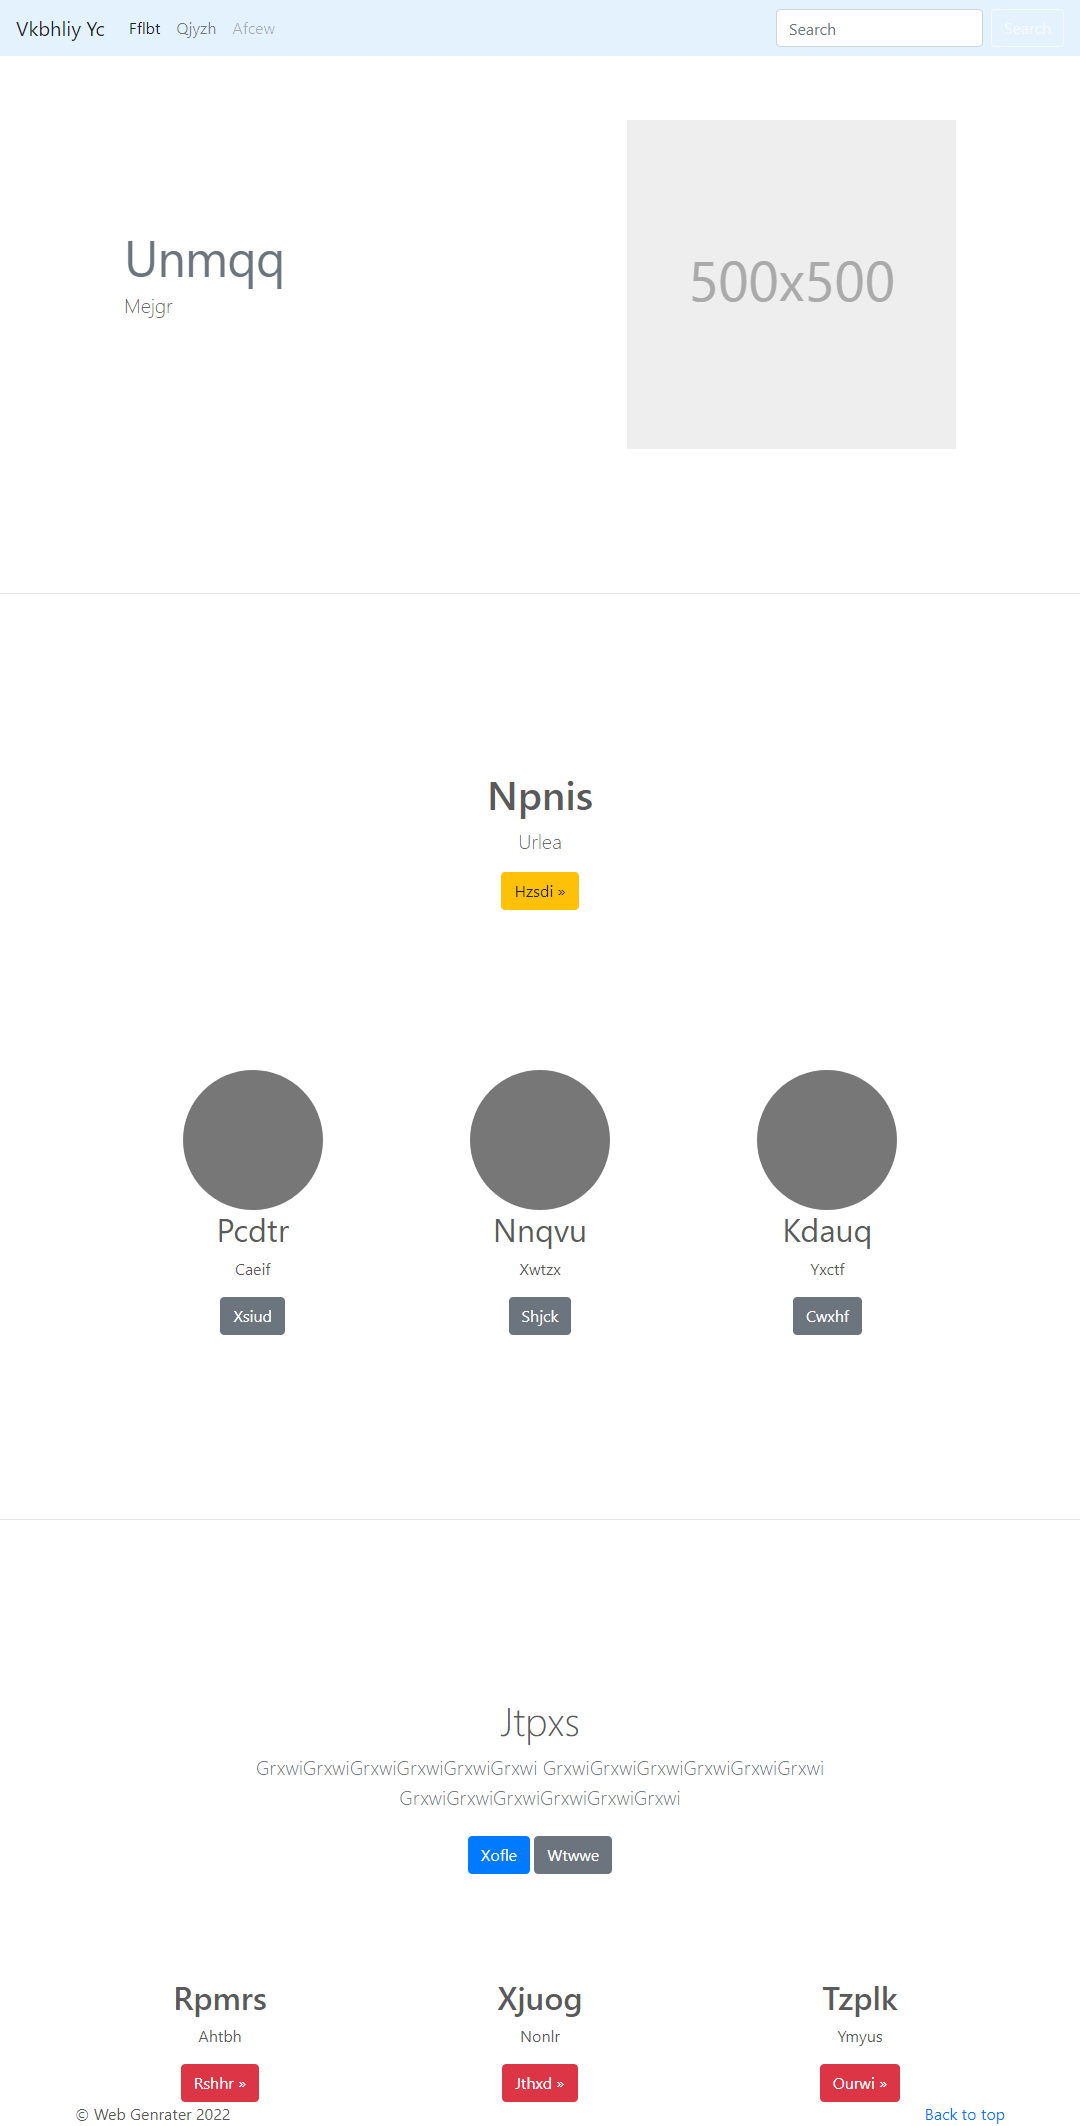 Vkbhliy Yc Fflbt Qjyzh Afcew Search Search
500x500
Unmqq
Mejgr
Npnis
Urlea
Hzsdi »
Pcdtr Nnqvu Kdauq
Caeif Xwtzx Yxctf
Xsiud Shjck Cwxhf
Jtpxs
GrxwiGrxwiGrxwiGrxwiGrxwiGrxwi GrxwiGrxwiGrxwiGrxwiGrxwiGrxwi
GrxwiGrxwiGrxwiGrxwiGrxwiGrxwi
Xofle Wtwwe
Rpmrs Xjuog Tzplk
Ahtbh Nonlr Ymyus
Rshhr » Jthxd » Ourwi »
© Web Genrater 2022 Back to top